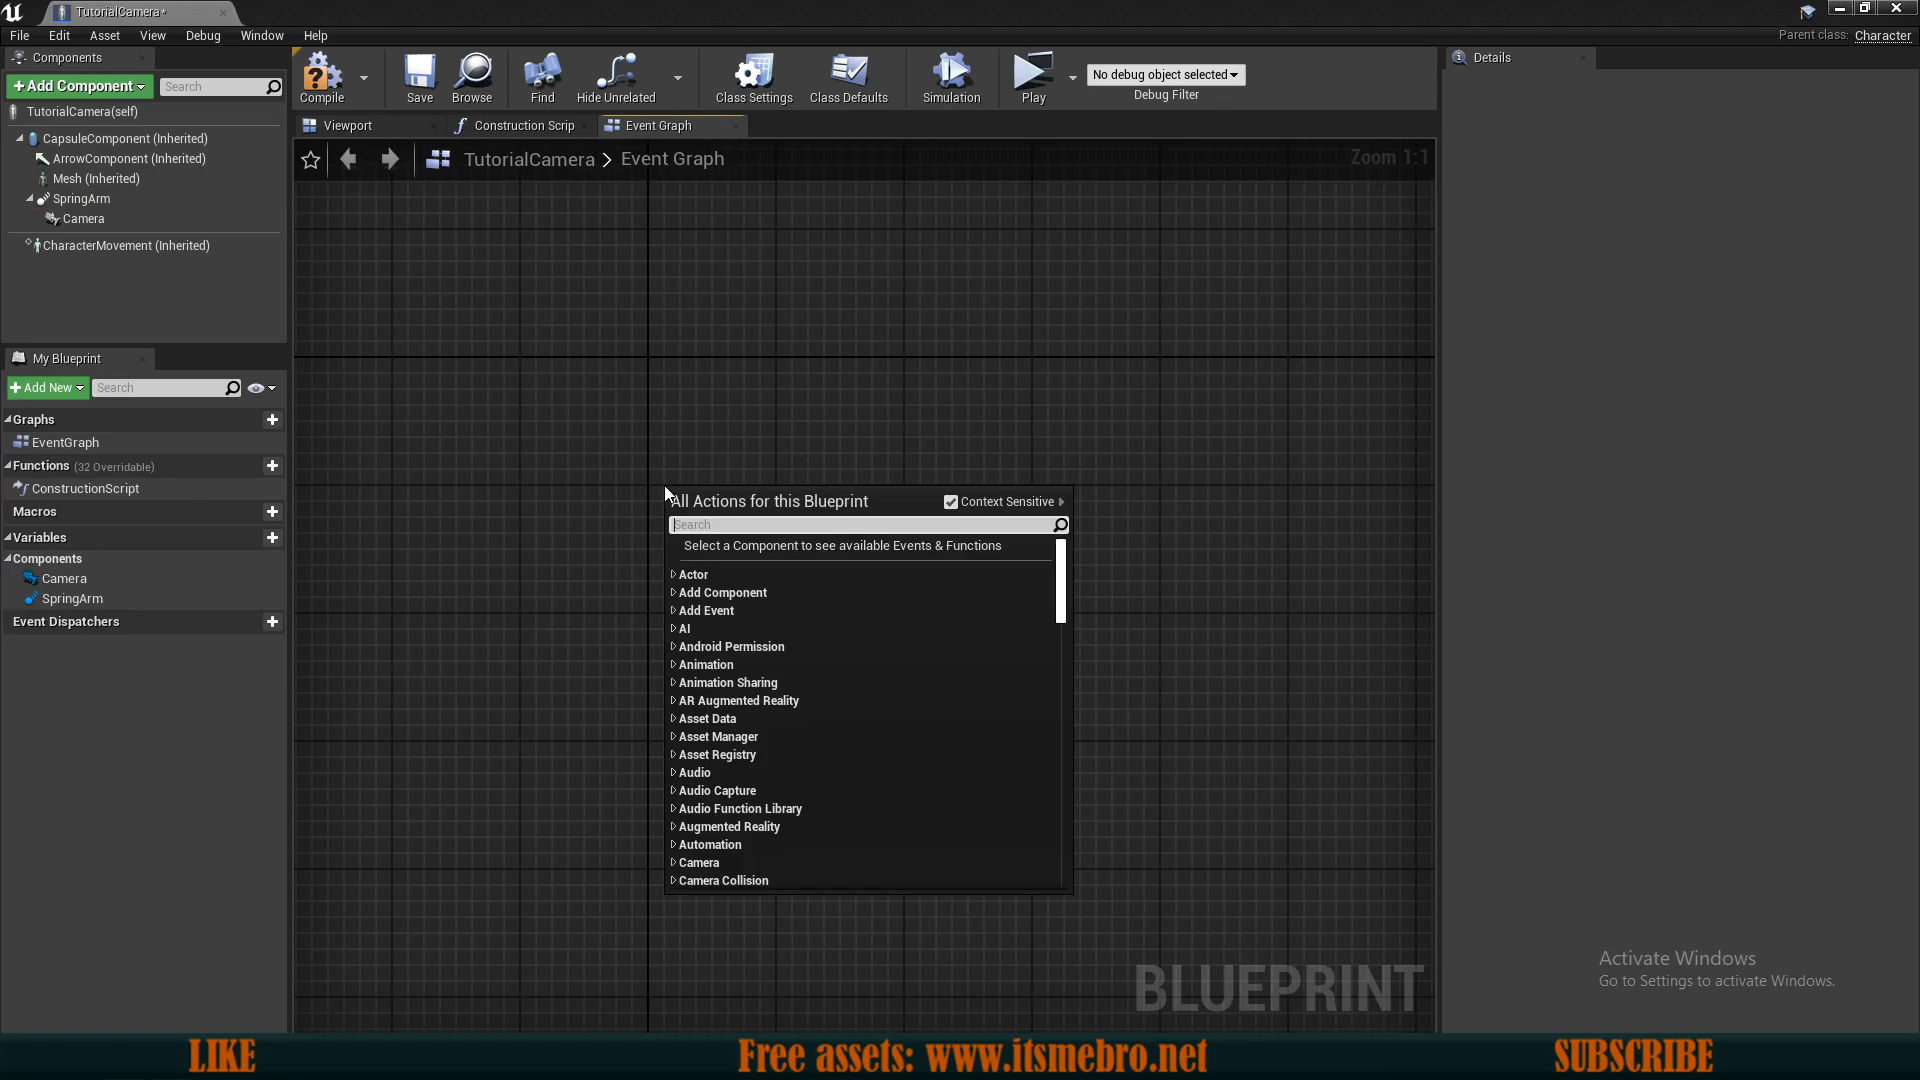 TutorialCamera*
File Edit Asset View Debug Window Help
Parent class: Character
Components
+ Add Component
Search
TutorialCamera(self)
CapsuleComponent (Inherited)
ArrowComponent (Inherited)
Mesh (Inherited)
SpringArm
Camera
CharacterMovement (Inherited)
My Blueprint
+ Add New
Search
Graphs
EventGraph
Functions (32 Overridable)
ConstructionScript
Macros
Variables
Components
Camera
SpringArm
Event Dispatchers
Compile
Save
Browse
Find
Hide Unrelated
Class Settings
Class Defaults
Simulation
Play
No debug object selected
Debug Filter
Viewport
Construction Scrip
Event Graph
TutorialCamera > Event Graph
Zoom 1:1
All Actions for this Blueprint
Context Sensitive
Search
Select a Component to see available Events & Functions
Actor
Add Component
Add Event
AI
Android Permission
Animation
Animation Sharing
AR Augmented Reality
Asset Data
Asset Manager
Asset Registry
Audio
Audio Capture
Audio Function Library
Augmented Reality
Automation
Camera
Camera Collision
BLUEPRINT
Details
Activate Windows
Go to Settings to activate Windows.
LIKE
Free assets: www.itsmebro.net
SUBSCRIBE